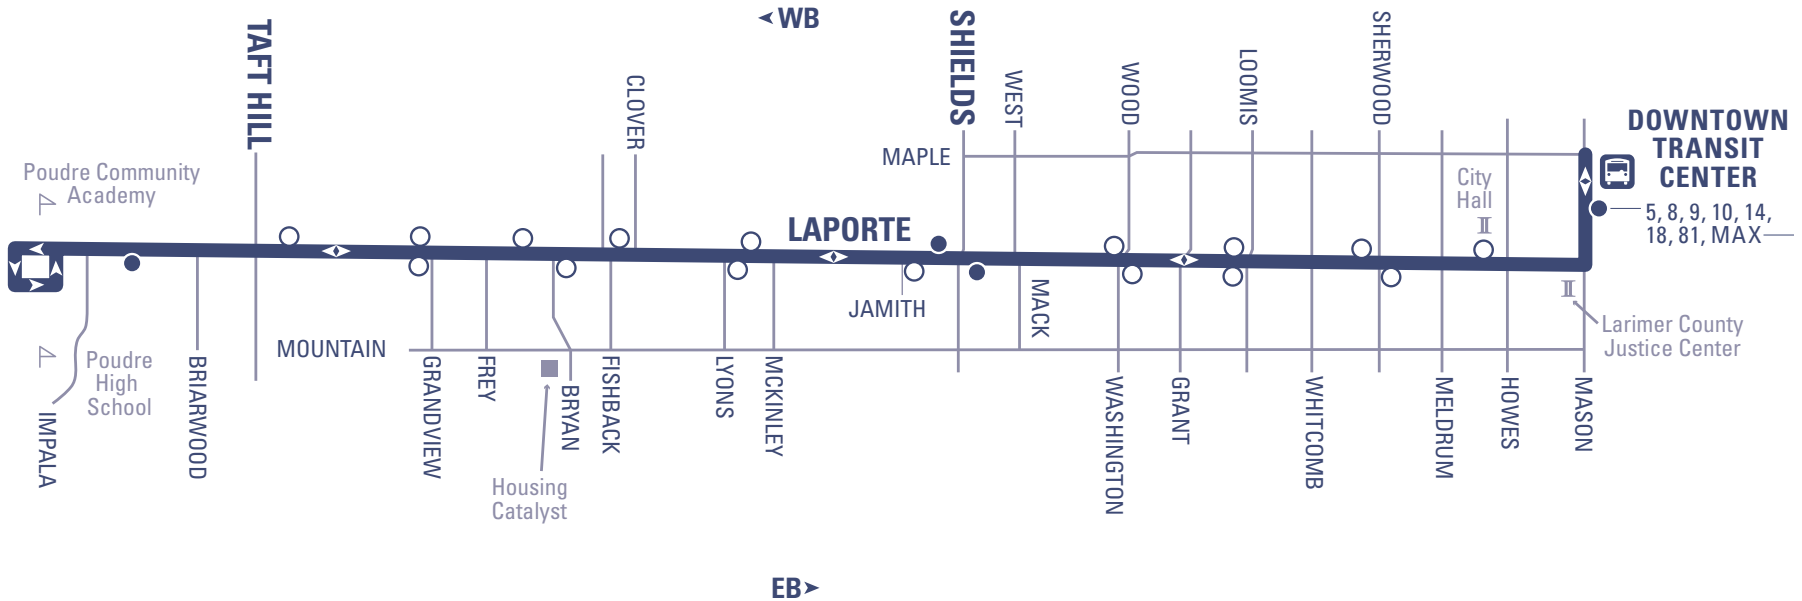 WB
TAFT HILL
SHIELDS
SHERWOOD
LOOMIS
WOOD
WEST
CLOVER
DOWNTOWN
TRANSIT
CENTER
5, 8, 9, 10, 14,
18, 81, MAX
MAPLE
Poudre Community
Academy
City
Hall
LAPORTE
JAMITH
MACK
Larimer County
Justice Center
MOUNTAIN
Poudre
High
School
IMPALA
BRIARWOOD
GRANDVIEW
FREY
BRYAN
FISHBACK
LYONS
MCKINLEY
WASHINGTON
GRANT
WHITCOMB
MELDRUM
HOWES
MASON
Housing
Catalyst
EB